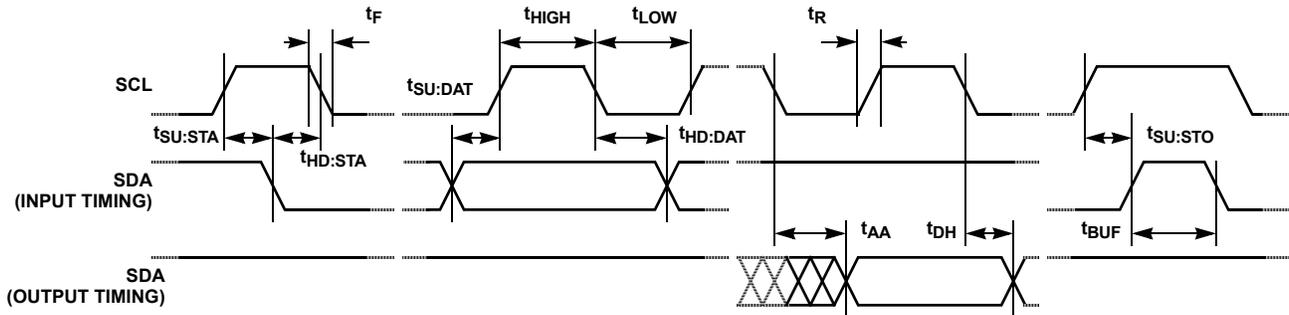 tF
tHIGH
tLOW
tR
SCL
tSU:DAT
tSU:STA
tHD:STA
tHD:DAT
tSU:STO
SDA
(INPUT TIMING)
tAA
tDH
tBUF
SDA
(OUTPUT TIMING)